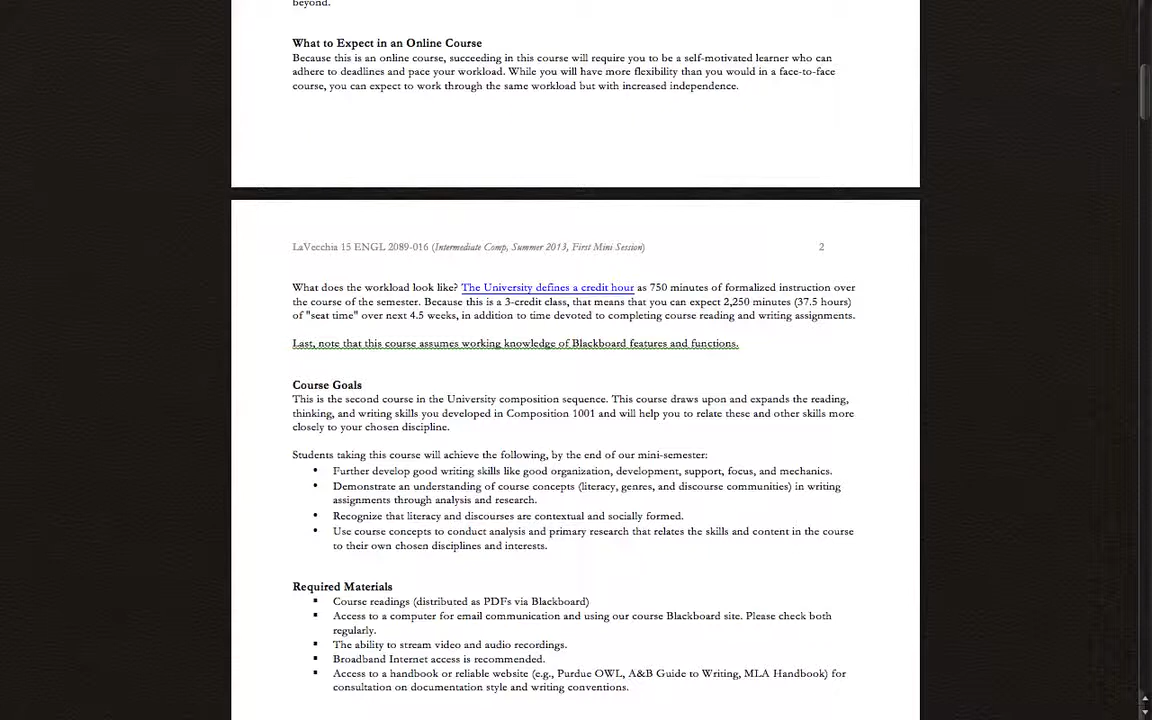 beyond.
What to Expect in an Online Course
Because this is an online course, succeeding in this course will require you to be a self-motivated learner who can
adhere to deadlines and pace your workload. While you will have more flexibility than you would in a face-to-face
course, you can expect to work through the same workload but with increased independence.
LaVecchia 15 ENGL 2089-016 (Intermediate Comp, Summer 2013, First Mini Session) 2
What does the workload look like? The University defines a credit hour as 750 minutes of formalized instruction over
the course of the semester. Because this is a 3-credit class, that means that you can expect 2,250 minutes (37.5 hours)
of "seat time" over next 4.5 weeks, in addition to time devoted to completing course reading and writing assignments.
Last, note that this course assumes working knowledge of Blackboard features and functions.
Course Goals
This is the second course in the University composition sequence. This course draws upon and expands the reading,
thinking, and writing skills you developed in Composition 1001 and will help you to relate these and other skills more
closely to your chosen discipline.
Students taking this course will achieve the following, by the end of our mini-semester:
• Further develop good writing skills like good organization, development, support, focus, and mechanics.
• Demonstrate an understanding of course concepts (literacy, genres, and discourse communities) in writing
assignments through analysis and research.
• Recognize that literacy and discourses are contextual and socially formed.
• Use course concepts to conduct analysis and primary research that relates the skills and content in the course
to their own chosen disciplines and interests.
Required Materials
▪ Course readings (distributed as PDFs via Blackboard)
▪ Access to a computer for email communication and using our course Blackboard site. Please check both
regularly.
▪ The ability to stream video and audio recordings.
▪ Broadband Internet access is recommended.
▪ Access to a handbook or reliable website (e.g., Purdue OWL, A&B Guide to Writing, MLA Handbook) for
consultation on documentation style and writing conventions.